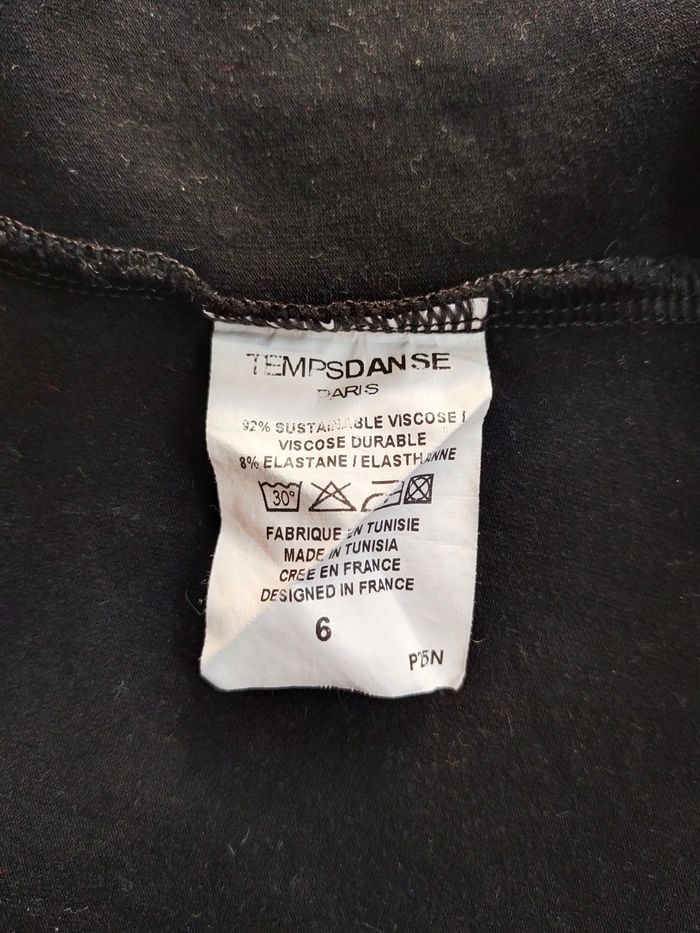 TEMPSDANSE
PARIS
92% SUSTAINABLE VISCOSE /
VISCOSE DURABLE
8% ELASTANE / ELASTHANNE
30°
FABRIQUE EN TUNISIE
MADE IN TUNISIA
CREE EN FRANCE
DESIGNED IN FRANCE
6